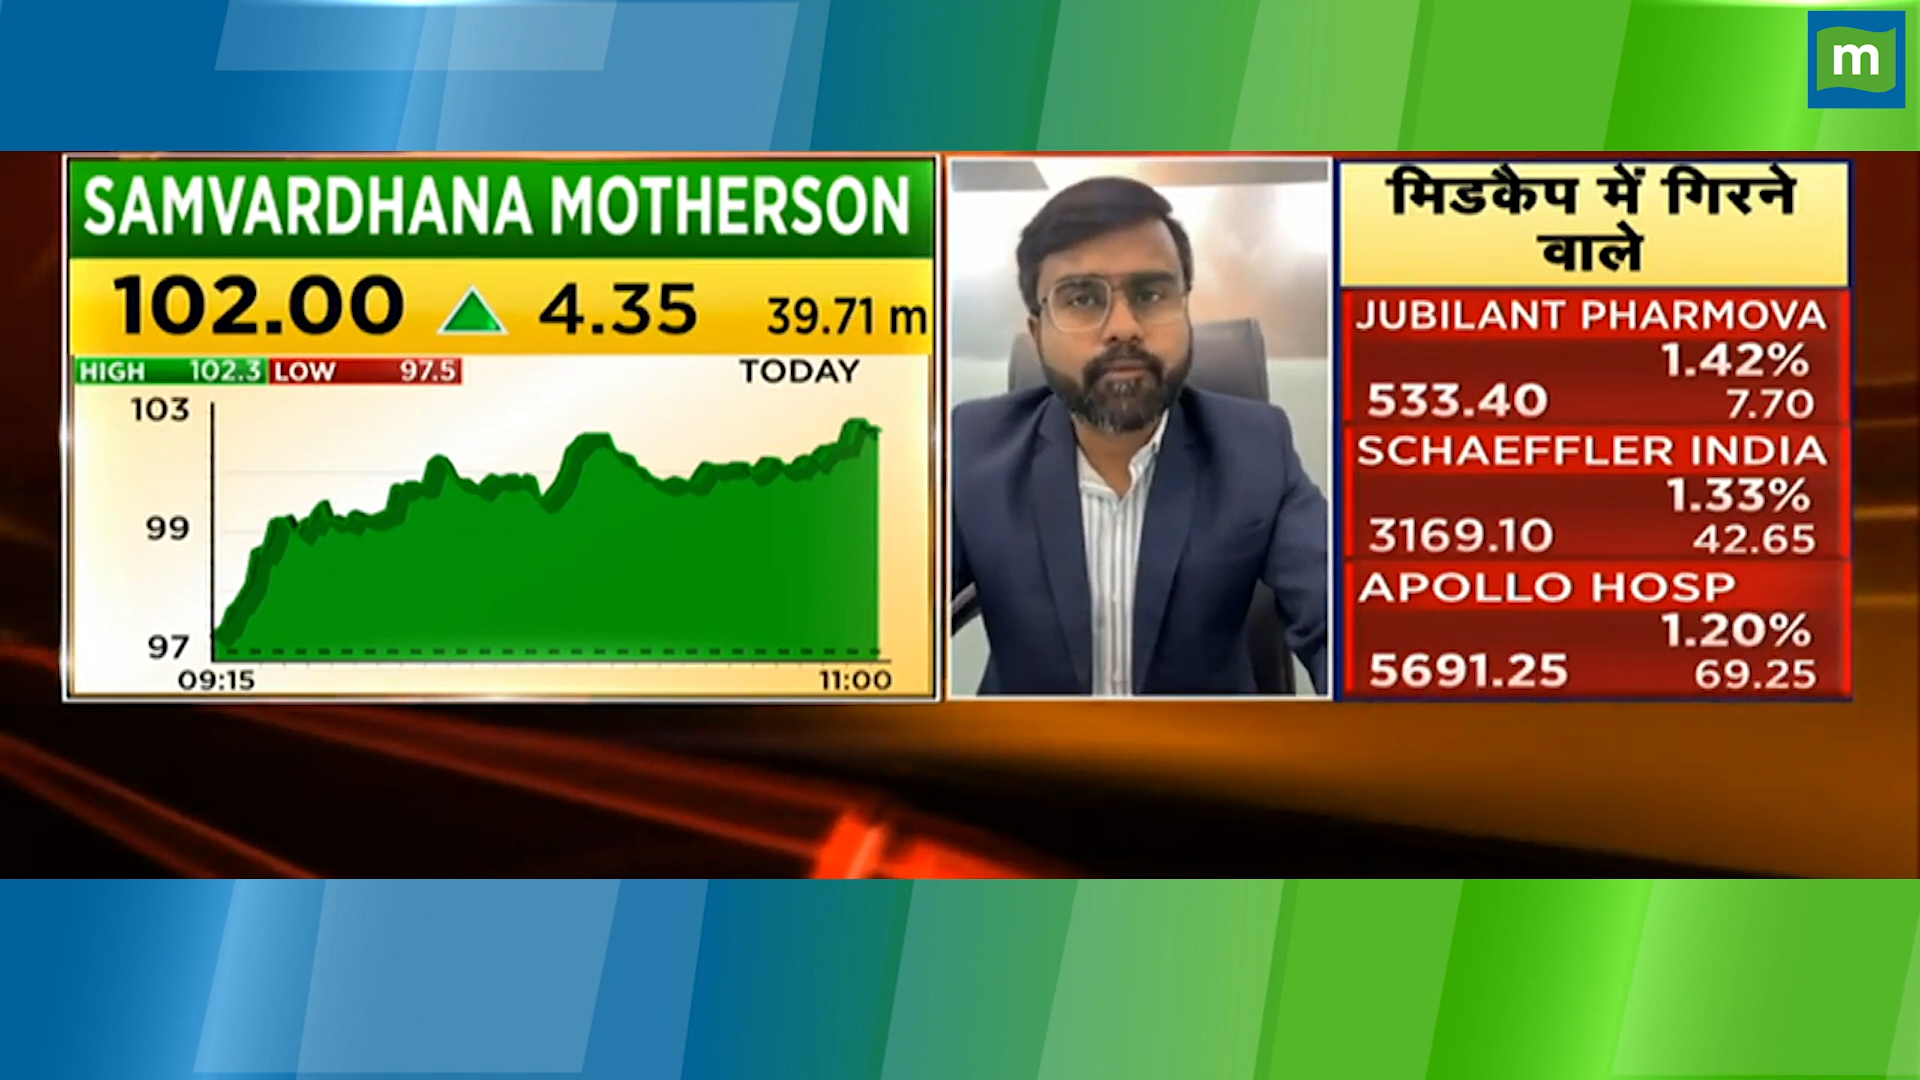 m
SAMVARDHANA MOTHERSON
102.00 4.35 39.71 m
HIGH 102.3 LOW 97.5 TODAY
103
99
97
09:15 11:00
मिडकैप में गिरने
वाले
JUBILANT PHARMOVA
1.42%
533.40 7.70
SCHAEFFLER INDIA
1.33%
3169.10 42.65
APOLLO HOSP
1.20%
5691.25 69.25